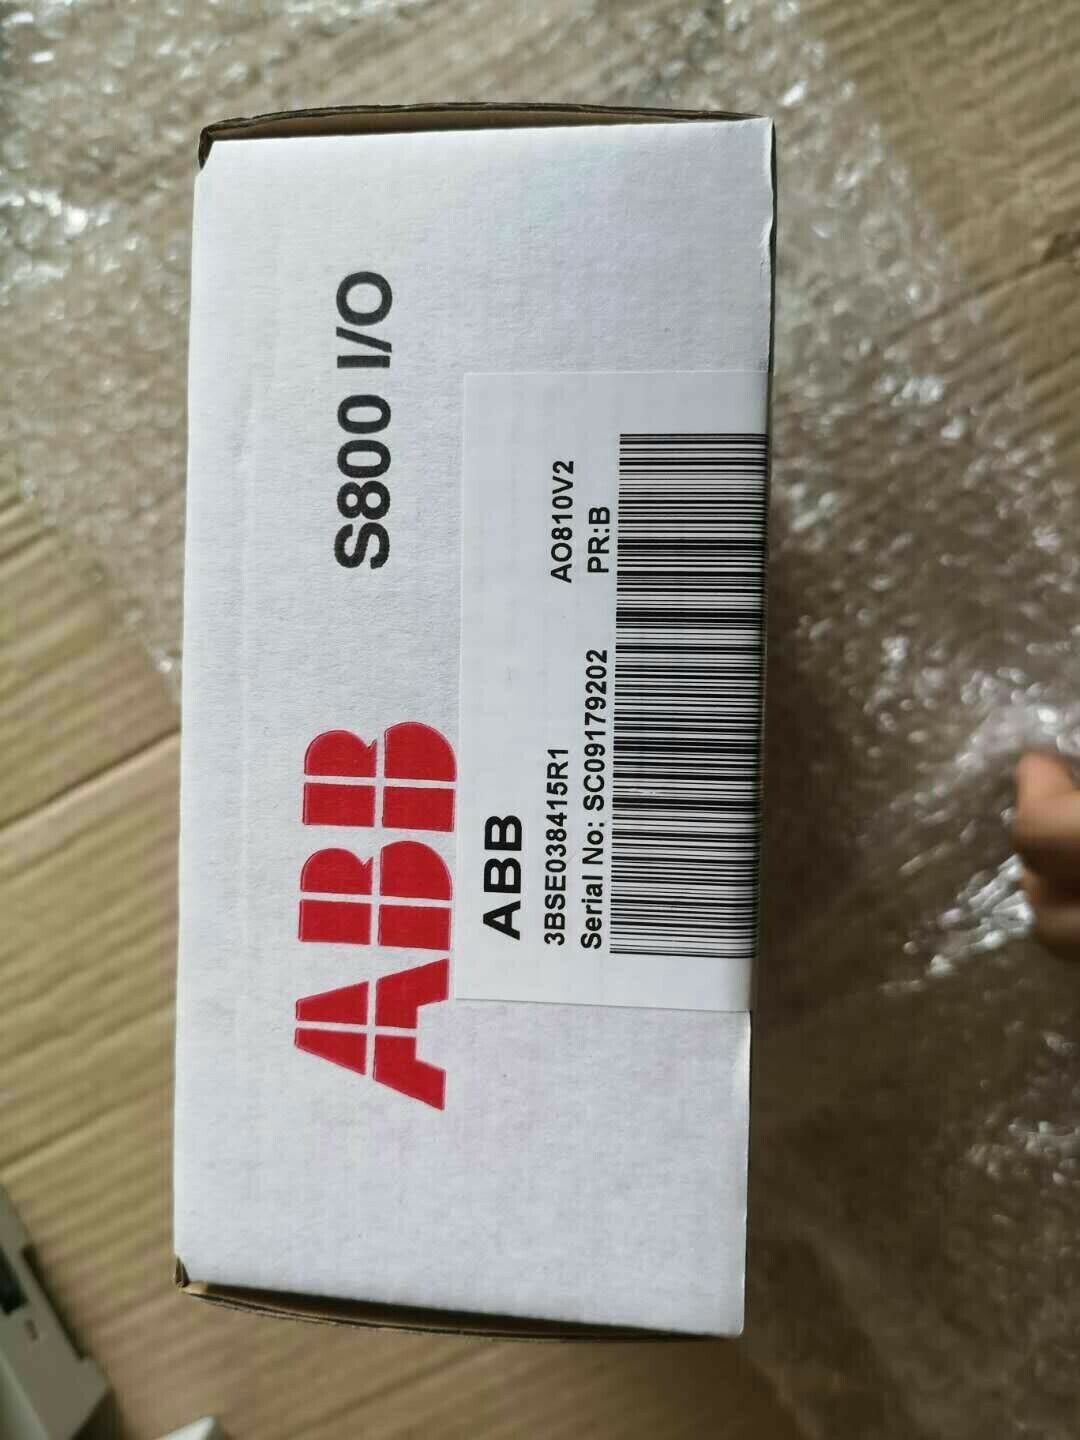 ABB S800 I/O
ABB
3BSE038415R1 AO810V2
Serial No: SC09179202 PR:B